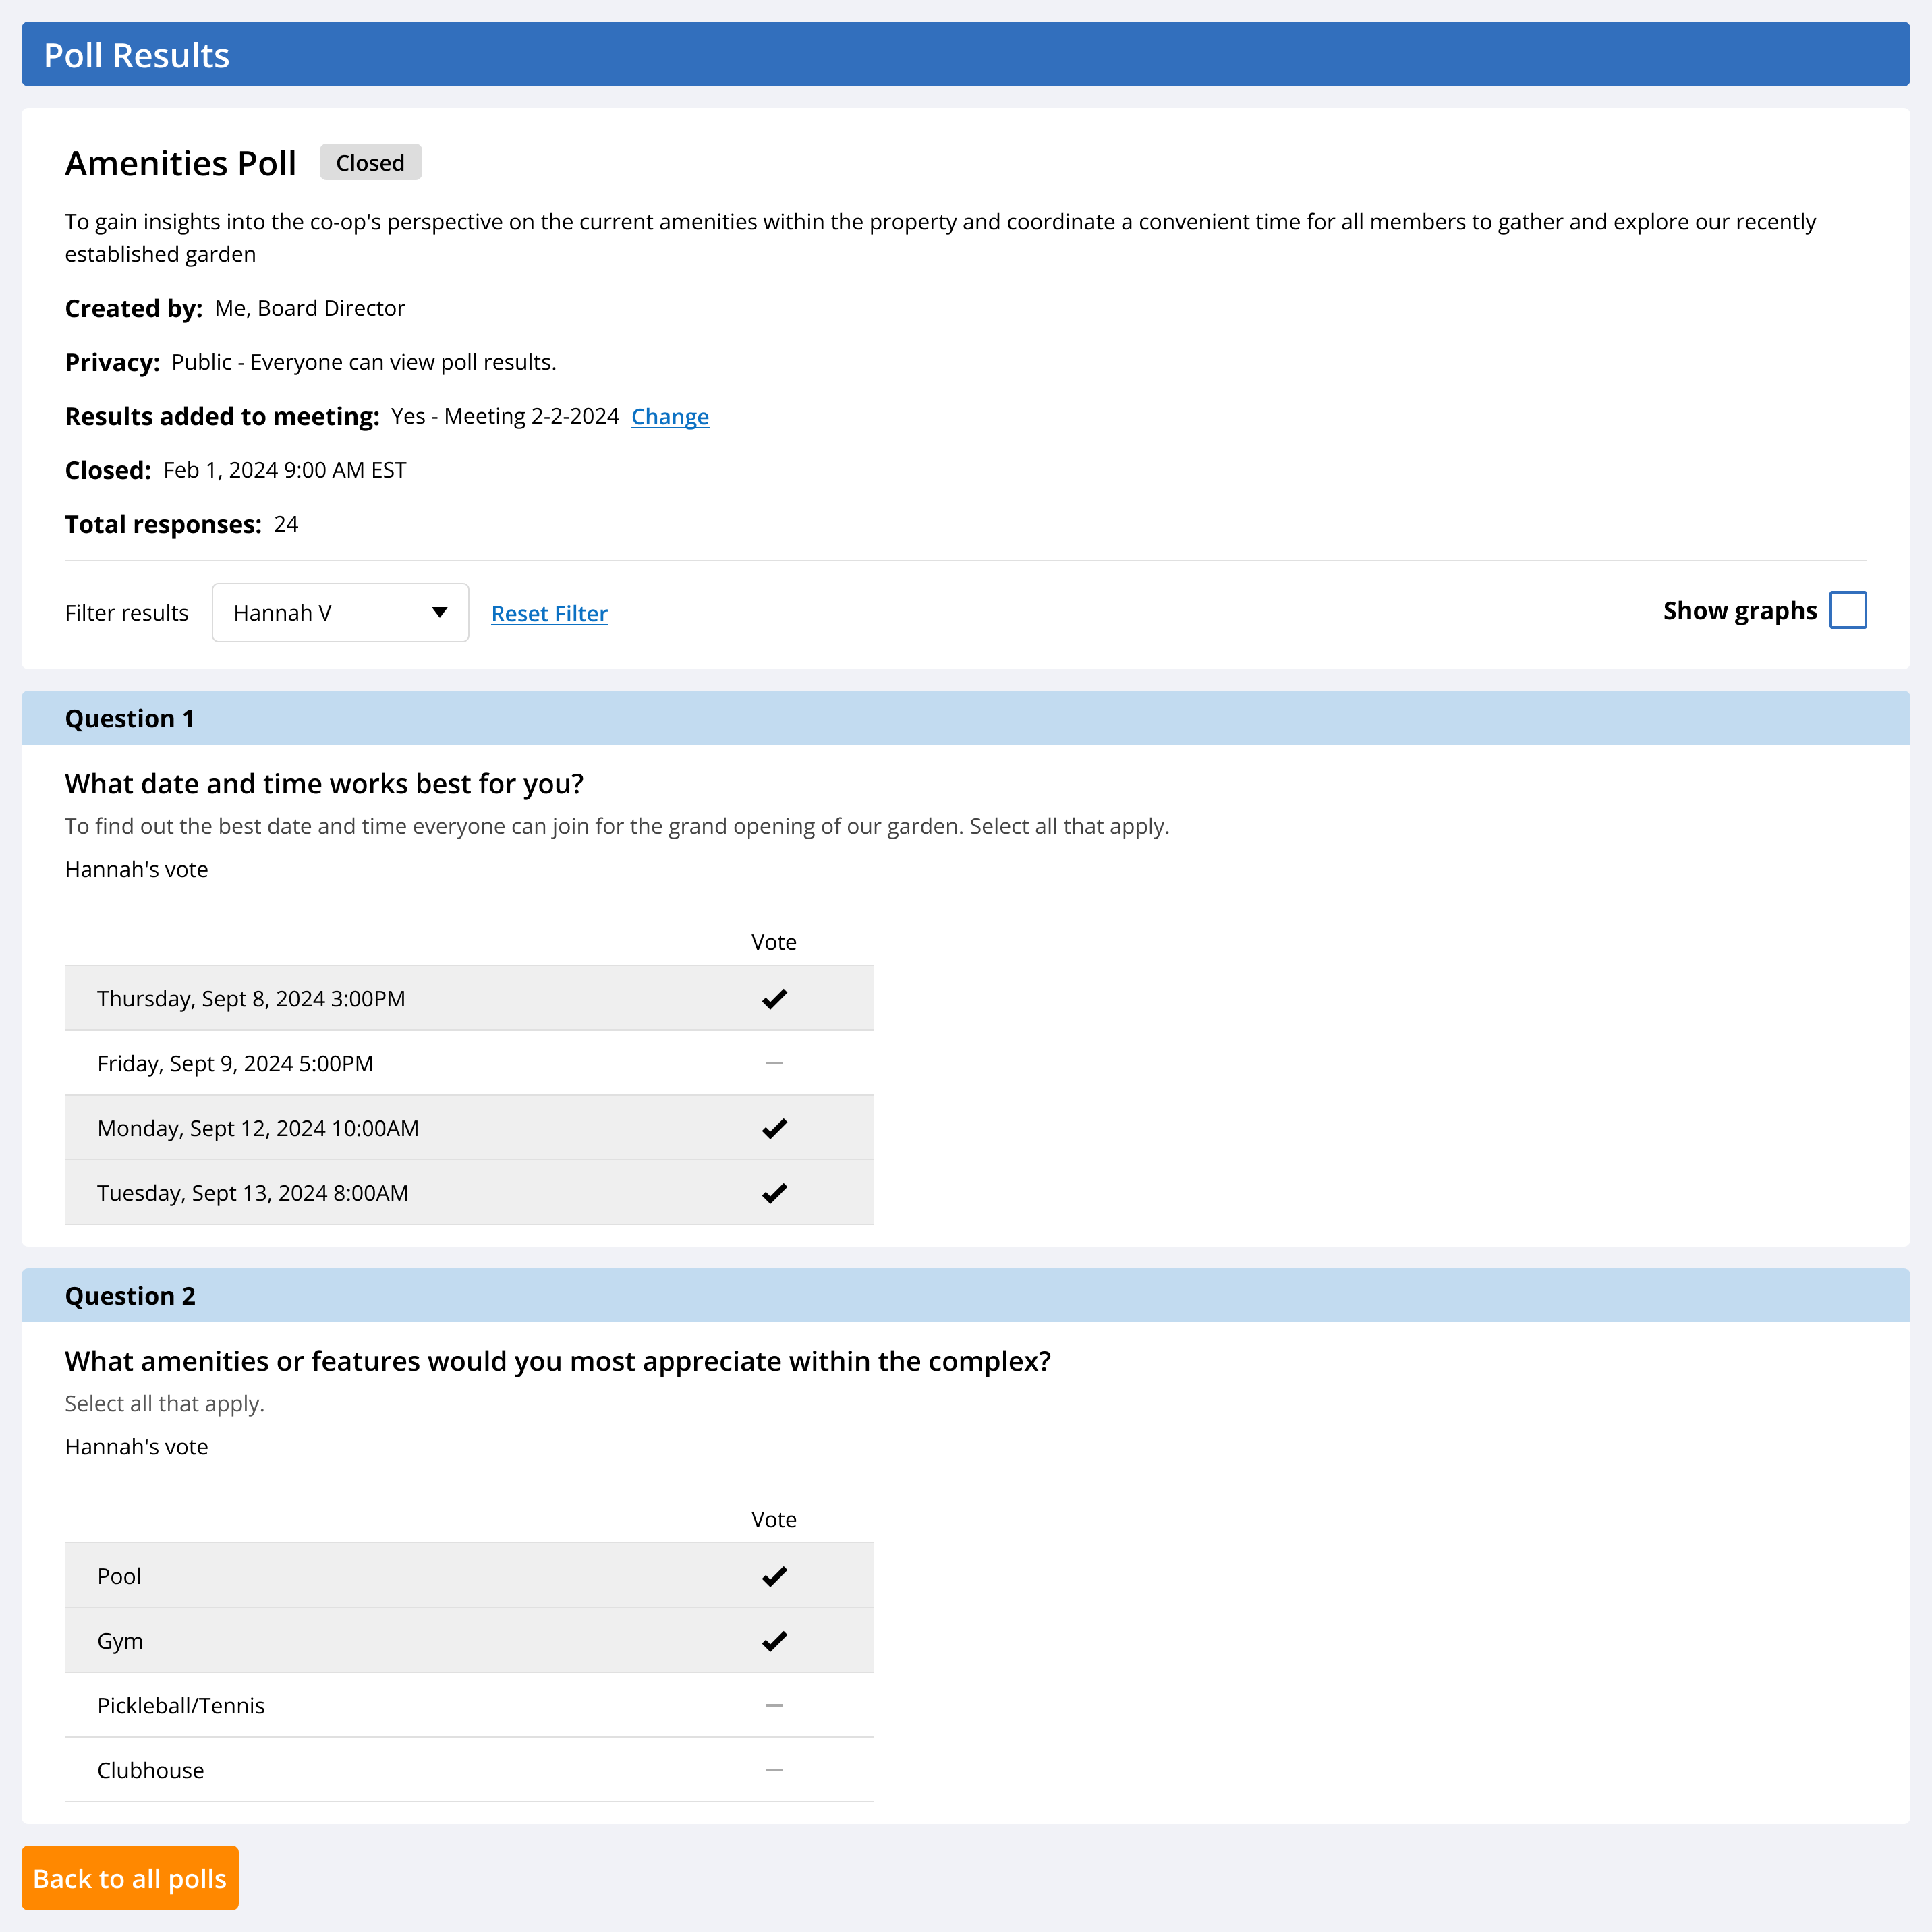 Poll Results
Amenities Poll Closed
To gain insights into the co-op's perspective on the current amenities within the property and coordinate a convenient time for all members to gather and explore our recently
established garden
Created by: Me, Board Director
Privacy: Public - Everyone can view poll results.
Results added to meeting: Yes - Meeting 2-2-2024 Change
Closed: Feb 1, 2024 9:00 AM EST
Total responses: 24
Filter results Hannah V Reset Filter Show graphs
Question 1
What date and time works best for you?
To find out the best date and time everyone can join for the grand opening of our garden. Select all that apply.
Hannah's vote
Vote
Thursday, Sept 8, 2024 3:00PM
Friday, Sept 9, 2024 5:00PM
Monday, Sept 12, 2024 10:00AM
Tuesday, Sept 13, 2024 8:00AM
Question 2
What amenities or features would you most appreciate within the complex?
Select all that apply.
Hannah's vote
Vote
Pool
Gym
Pickleball/Tennis
Clubhouse
Back to all polls